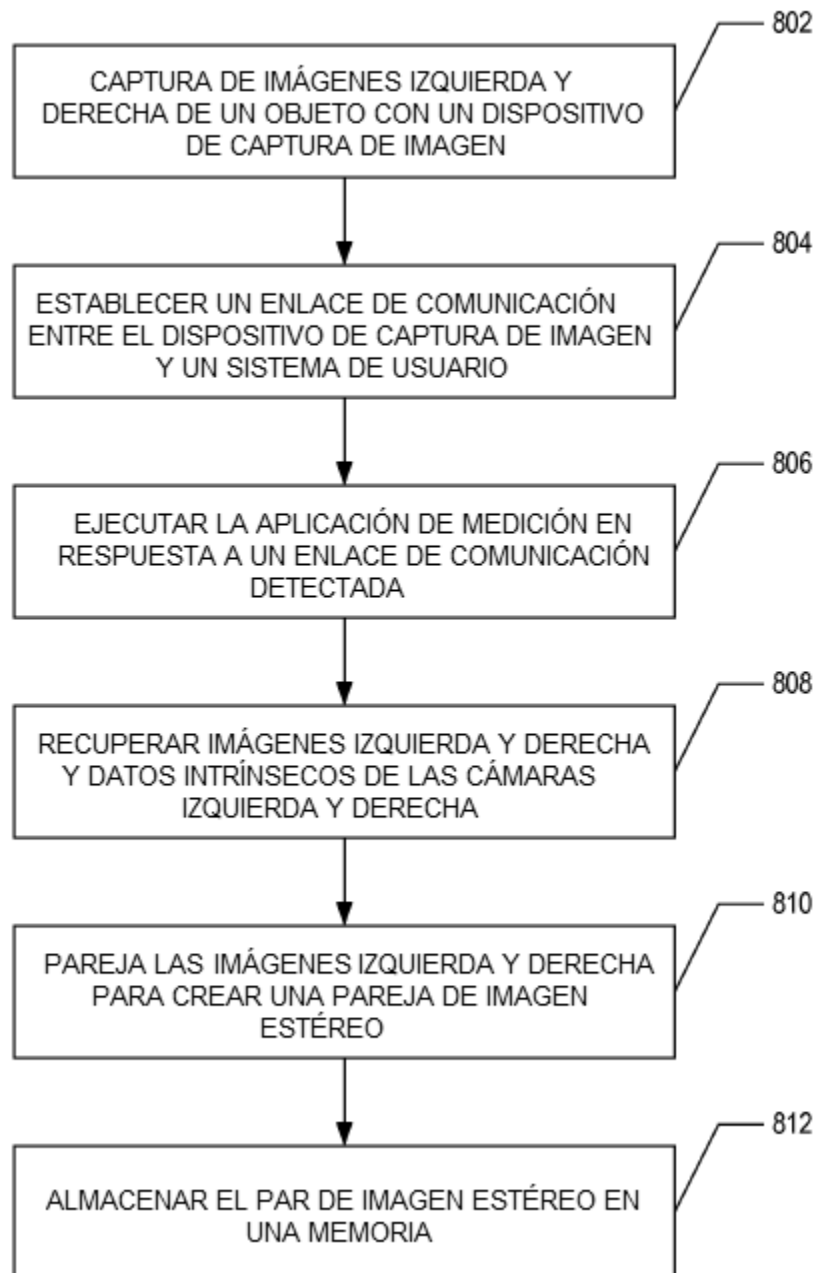 802
CAPTURA DE IMÁGENES IZQUIERDA Y
DERECHA DE UN OBJETO CON UN DISPOSITIVO
DE CAPTURA DE IMAGEN
804
ESTABLECER UN ENLACE DE COMUNICACIÓN
ENTRE EL DISPOSITIVO DE CAPTURA DE IMAGEN
Y UN SISTEMA DE USUARIO
806
EJECUTAR LA APLICACIÓN DE MEDICIÓN EN
RESPUESTA A UN ENLACE DE COMUNICACIÓN
DETECTADA
808
RECUPERAR IMÁGENES IZQUIERDA Y DERECHA
Y DATOS INTRÍNSECOS DE LAS CÁMARAS
IZQUIERDA Y DERECHA
810
PAREJA LAS IMÁGENES IZQUIERDA Y DERECHA
PARA CREAR UNA PAREJA DE IMAGEN
ESTÉREO
812
ALMACENAR EL PAR DE IMAGEN ESTÉREO EN
UNA MEMORIA